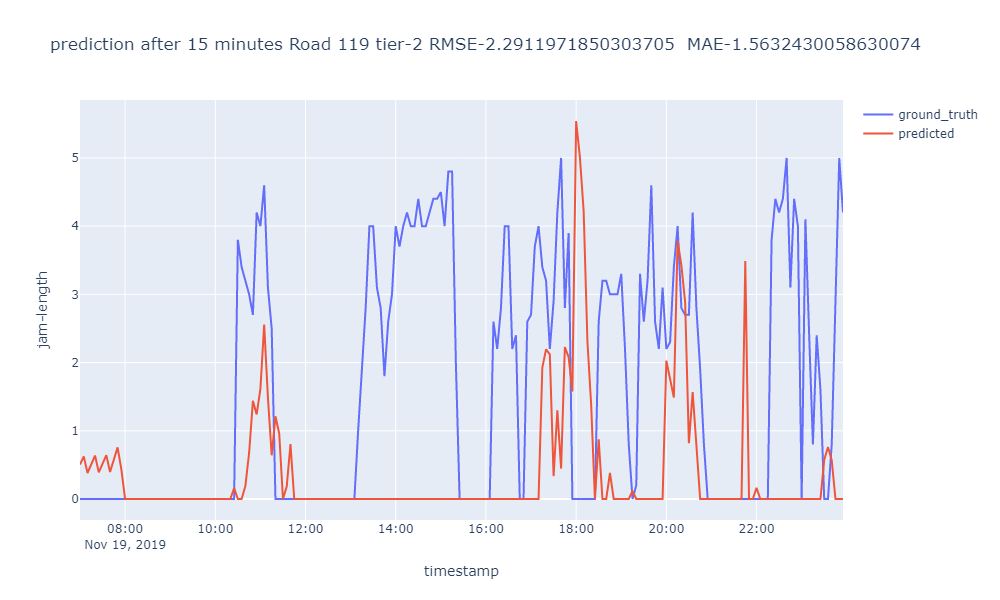 prediction after 15 minutes Road 119 tier-2 RMSE-2.2911971850303705  MAE-1.5632430058630074
ground_truth
predicted
5
4
3
2
1
0
jam-length
08:00 10:00 12:00 14:00 16:00 18:00 20:00 22:00
Nov 19, 2019
timestamp